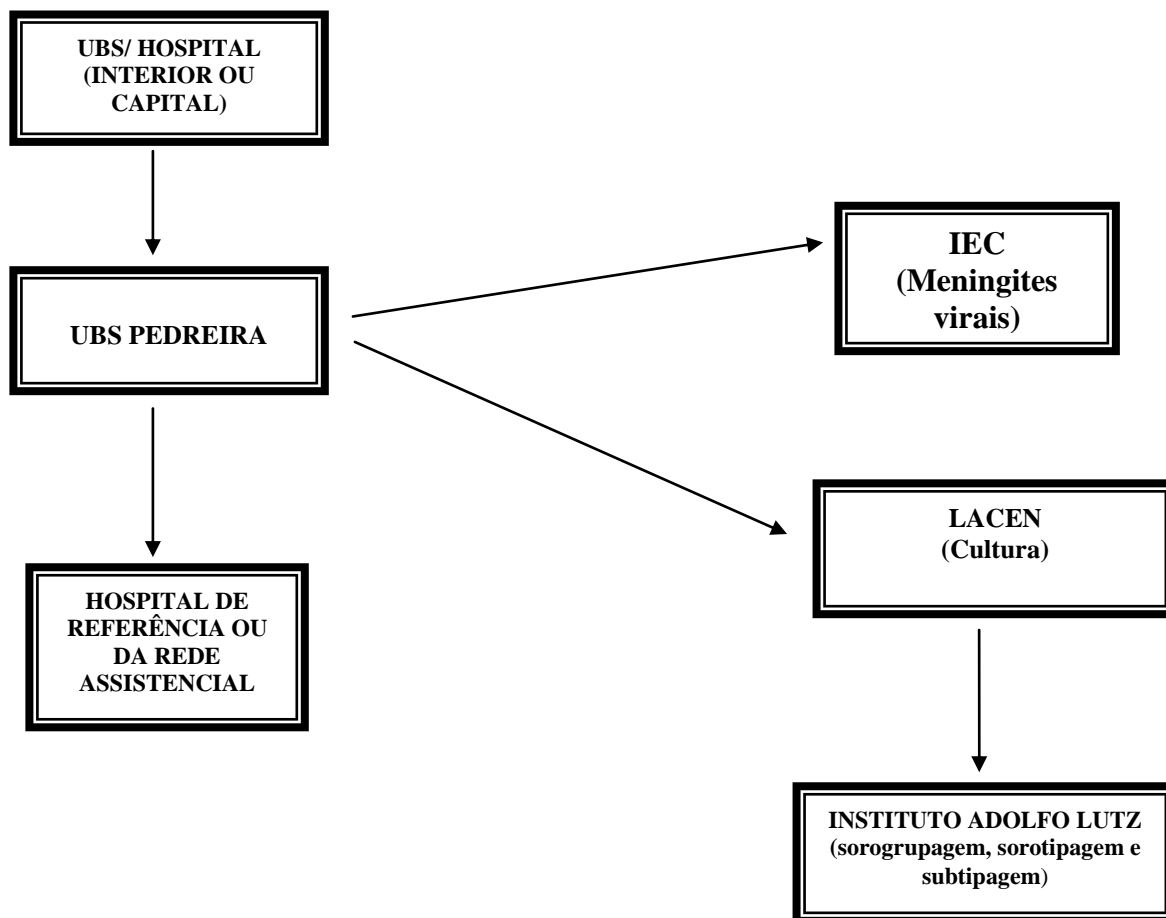 UBS/ HOSPITAL
(INTERIOR OU
CAPITAL)
UBS PEDREIRA
IEC
(Meningites
virais)
LACEN
(Cultura)
HOSPITAL DE
REFERÊNCIA OU
DA REDE
ASSISTENCIAL
INSTITUTO ADOLFO LUTZ
(sorogrupagem, sorotipagem e
subtipagem)